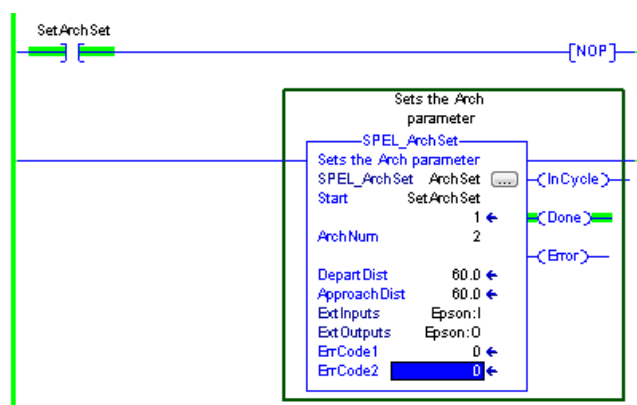 SetArchSet
NOP
Sets the Arch
parameter
SPEL_ArchSet
Sets the Arch parameter
SPEL_ArchSet ArchSet ...
InCycle
Start SetArchSet
1
Done
ArchNum 2
Error
DepartDist 60.0
ApproachDist 60.0
ExtInputs Epson:I
ExtOutputs Epson:O
ErrCode1 0
ErrCode2 0